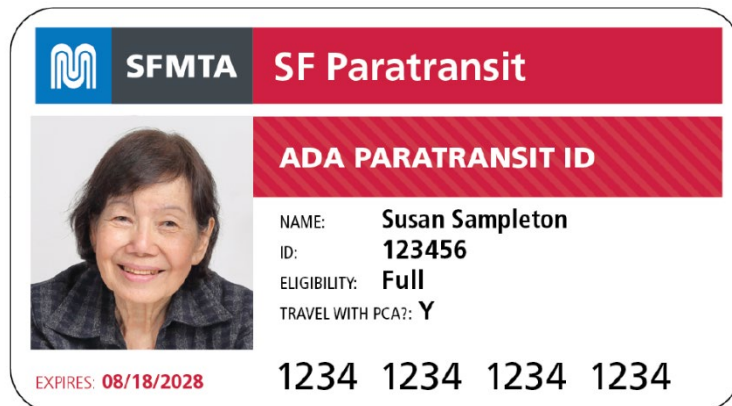 SFMTA SF Paratransit
ADA PARATRANSIT ID
NAME: Susan Sampleton
ID: 123456
ELIGIBILITY: Full
TRAVEL WITH PCA?: Y
EXPIRES: 08/18/2028
1234 1234 1234 1234